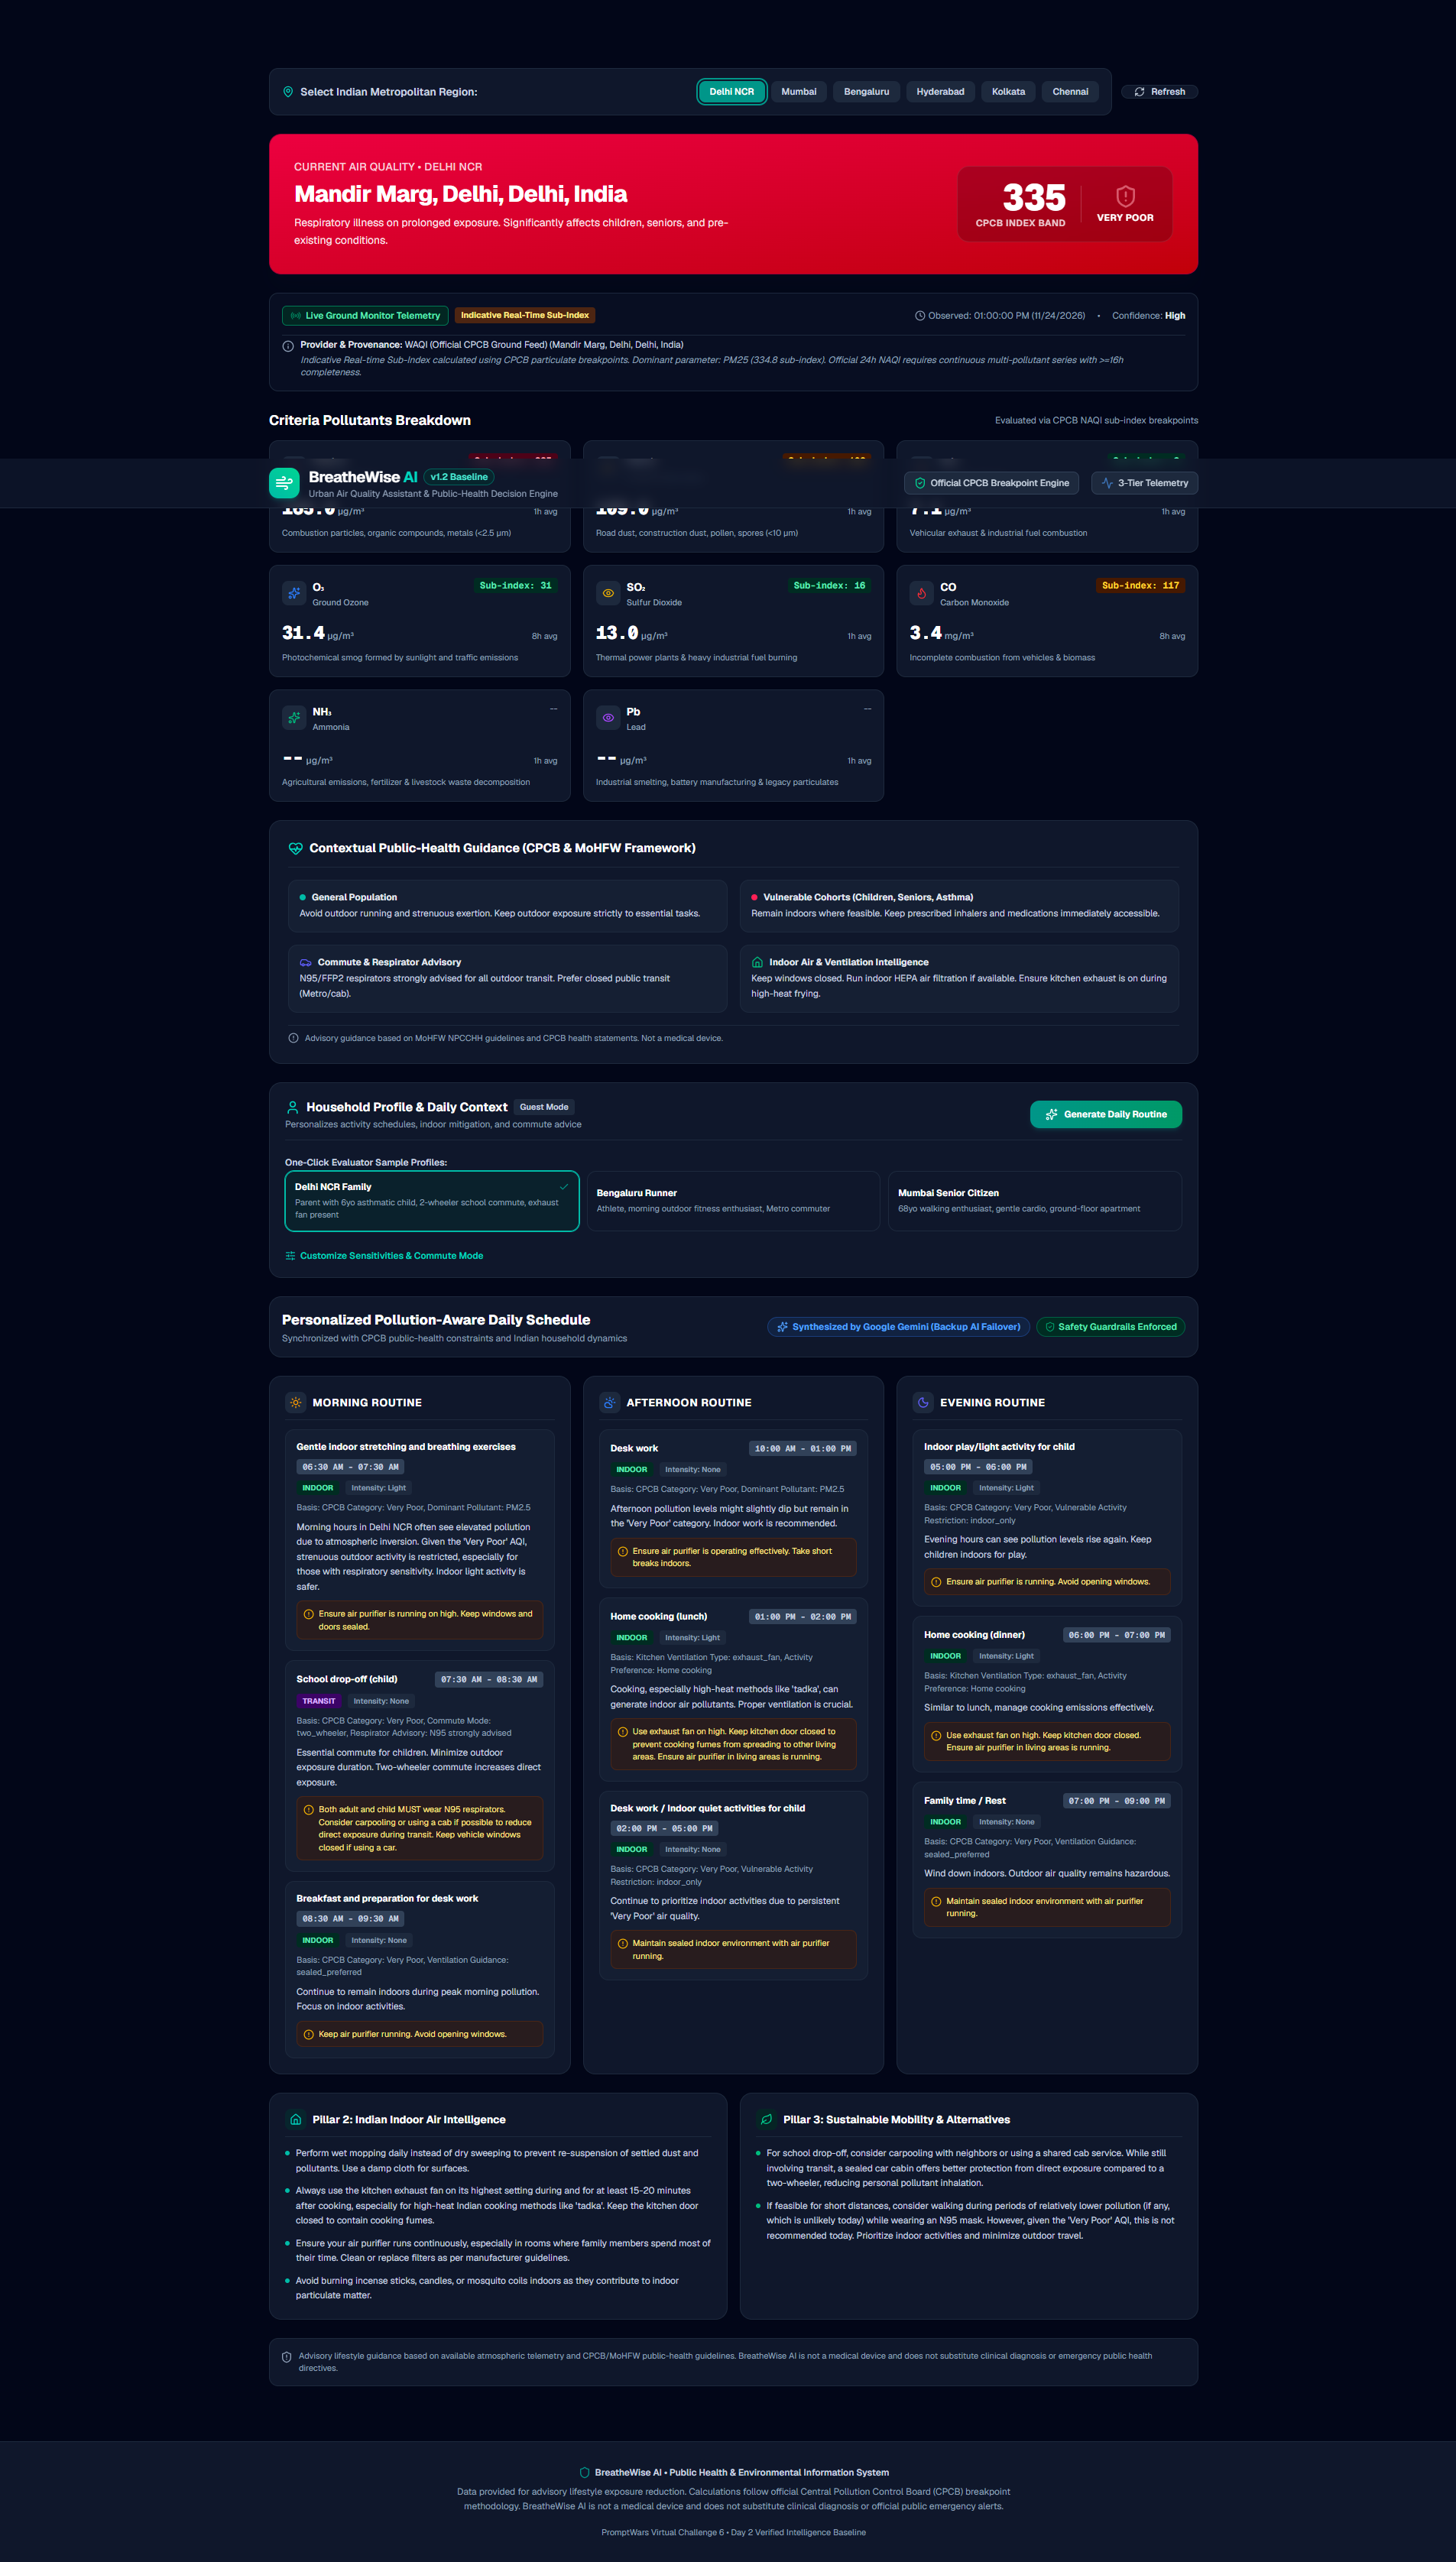 Select Indian Metropolitan Region:
Delhi NCR
Mumbai
Bengaluru
Hyderabad
Kolkata
Chennai
Refresh
CURRENT AIR QUALITY • DELHI NCR
Mandir Marg, Delhi, Delhi, India
Respiratory illness on prolonged exposure. Significantly affects children, seniors, and pre-
existing conditions.
335
CPCB INDEX BAND
VERY POOR
Live Ground Monitor Telemetry
Indicative Real-Time Sub-Index
Observed: 01:00:00 PM (11/24/2026) • Confidence: High
Provider & Provenance: WAQI (Official CPCB Ground Feed) (Mandir Marg, Delhi, Delhi, India)
Indicative Real-time Sub-Index calculated using CPCB particulate breakpoints. Dominant parameter: PM25 (334.8 sub-index). Official 24h NAQI requires continuous multi-pollutant series with >=16h
completeness.
Criteria Pollutants Breakdown
Evaluated via CPCB NAQI sub-index breakpoints
BreatheWise AI
v1.2 Baseline
Urban Air Quality Assistant & Public-Health Decision Engine
Official CPCB Breakpoint Engine
3-Tier Telemetry
µg/m³
1h avg
Combustion particles, organic compounds, metals (<2.5 µm)
109.0 µg/m³
1h avg
Road dust, construction dust, pollen, spores (<10 µm)
7.1 µg/m³
1h avg
Vehicular exhaust & industrial fuel combustion
O₃
Ground Ozone
Sub-index: 31
31.4 µg/m³
8h avg
Photochemical smog formed by sunlight and traffic emissions
SO₂
Sulfur Dioxide
Sub-index: 16
13.0 µg/m³
1h avg
Thermal power plants & heavy industrial fuel burning
CO
Carbon Monoxide
Sub-index: 117
3.4 mg/m³
8h avg
Incomplete combustion from vehicles & biomass
NH₃
Ammonia
--
-- µg/m³
1h avg
Agricultural emissions, fertilizer & livestock waste decomposition
Pb
Lead
--
-- µg/m³
1h avg
Industrial smelting, battery manufacturing & legacy particulates
Contextual Public-Health Guidance (CPCB & MoHFW Framework)
General Population
Avoid outdoor running and strenuous exertion. Keep outdoor exposure strictly to essential tasks.
Vulnerable Cohorts (Children, Seniors, Asthma)
Remain indoors where feasible. Keep prescribed inhalers and medications immediately accessible.
Commute & Respirator Advisory
N95/FFP2 respirators strongly advised for all outdoor transit. Prefer closed public transit
(Metro/cab).
Indoor Air & Ventilation Intelligence
Keep windows closed. Run indoor HEPA air filtration if available. Ensure kitchen exhaust is on during
high-heat frying.
Advisory guidance based on MoHFW NPCCHH guidelines and CPCB health statements. Not a medical device.
Household Profile & Daily Context
Guest Mode
Personalizes activity schedules, indoor mitigation, and commute advice
Generate Daily Routine
One-Click Evaluator Sample Profiles:
Delhi NCR Family
Parent with 6yo asthmatic child, 2-wheeler school commute, exhaust
fan present
Bengaluru Runner
Athlete, morning outdoor fitness enthusiast, Metro commuter
Mumbai Senior Citizen
68yo walking enthusiast, gentle cardio, ground-floor apartment
Customize Sensitivities & Commute Mode
Personalized Pollution-Aware Daily Schedule
Synchronized with CPCB public-health constraints and Indian household dynamics
Synthesized by Google Gemini (Backup AI Failover)
Safety Guardrails Enforced
MORNING ROUTINE
Gentle indoor stretching and breathing exercises
06:30 AM - 07:30 AM
INDOOR
Intensity: Light
Basis: CPCB Category: Very Poor, Dominant Pollutant: PM2.5
Morning hours in Delhi NCR often see elevated pollution
due to atmospheric inversion. Given the 'Very Poor' AQI,
strenuous outdoor activity is restricted, especially for
those with respiratory sensitivity. Indoor light activity is
safer.
Ensure air purifier is running on high. Keep windows and
doors sealed.
School drop-off (child)
07:30 AM - 08:30 AM
TRANSIT
Intensity: None
Basis: CPCB Category: Very Poor, Commute Mode:
two_wheeler, Respirator Advisory: N95 strongly advised
Essential commute for children. Minimize outdoor
exposure duration. Two-wheeler commute increases direct
exposure.
Both adult and child MUST wear N95 respirators.
Consider carpooling or using a cab if possible to reduce
direct exposure during transit. Keep vehicle windows
closed if using a car.
Breakfast and preparation for desk work
08:30 AM - 09:30 AM
INDOOR
Intensity: None
Basis: CPCB Category: Very Poor, Ventilation Guidance:
sealed_preferred
Continue to remain indoors during peak morning pollution.
Focus on indoor activities.
Keep air purifier running. Avoid opening windows.
AFTERNOON ROUTINE
Desk work
10:00 AM - 01:00 PM
INDOOR
Intensity: None
Basis: CPCB Category: Very Poor, Dominant Pollutant: PM2.5
Afternoon pollution levels might slightly dip but remain in
the 'Very Poor' category. Indoor work is recommended.
Ensure air purifier is operating effectively. Take short
breaks indoors.
Home cooking (lunch)
01:00 PM - 02:00 PM
INDOOR
Intensity: Light
Basis: Kitchen Ventilation Type: exhaust_fan, Activity
Preference: Home cooking
Cooking, especially high-heat methods like 'tadka', can
generate indoor air pollutants. Proper ventilation is crucial.
Use exhaust fan on high. Keep kitchen door closed to
prevent cooking fumes from spreading to other living
areas. Ensure air purifier in living areas is running.
Desk work / Indoor quiet activities for child
02:00 PM - 05:00 PM
INDOOR
Intensity: None
Basis: CPCB Category: Very Poor, Vulnerable Activity
Restriction: indoor_only
Continue to prioritize indoor activities due to persistent
'Very Poor' air quality.
Maintain sealed indoor environment with air purifier
running.
EVENING ROUTINE
Indoor play/light activity for child
05:00 PM - 06:00 PM
INDOOR
Intensity: Light
Basis: CPCB Category: Very Poor, Vulnerable Activity
Restriction: indoor_only
Evening hours can see pollution levels rise again. Keep
children indoors for play.
Ensure air purifier is running. Avoid opening windows.
Home cooking (dinner)
06:00 PM - 07:00 PM
INDOOR
Intensity: Light
Basis: Kitchen Ventilation Type: exhaust_fan, Activity
Preference: Home cooking
Similar to lunch, manage cooking emissions effectively.
Use exhaust fan on high. Keep kitchen door closed.
Ensure air purifier in living areas is running.
Family time / Rest
07:00 PM - 09:00 PM
INDOOR
Intensity: None
Basis: CPCB Category: Very Poor, Ventilation Guidance:
sealed_preferred
Wind down indoors. Outdoor air quality remains hazardous.
Maintain sealed indoor environment with air purifier
running.
Pillar 2: Indian Indoor Air Intelligence
Perform wet mopping daily instead of dry sweeping to prevent re-suspension of settled dust and
pollutants. Use a damp cloth for surfaces.
Always use the kitchen exhaust fan on its highest setting during and for at least 15-20 minutes
after cooking, especially for high-heat Indian cooking methods like 'tadka'. Keep the kitchen door
closed to contain cooking fumes.
Ensure your air purifier runs continuously, especially in rooms where family members spend most of
their time. Clean or replace filters as per manufacturer guidelines.
Avoid burning incense sticks, candles, or mosquito coils indoors as they contribute to indoor
particulate matter.
Pillar 3: Sustainable Mobility & Alternatives
For school drop-off, consider carpooling with neighbors or using a shared cab service. While still
involving transit, a sealed car cabin offers better protection from direct exposure compared to a
two-wheeler, reducing personal pollutant inhalation.
If feasible for short distances, consider walking during periods of relatively lower pollution (if any,
which is unlikely today) while wearing an N95 mask. However, given the 'Very Poor' AQI, this is not
recommended today. Prioritize indoor activities and minimize outdoor travel.
Advisory lifestyle guidance based on available atmospheric telemetry and CPCB/MoHFW public-health guidelines. BreatheWise AI is not a medical device and does not substitute clinical diagnosis or emergency public health
directives.
BreatheWise AI • Public Health & Environmental Information System
Data provided for advisory lifestyle exposure reduction. Calculations follow official Central Pollution Control Board (CPCB) breakpoint
methodology. BreatheWise AI is not a medical device and does not substitute clinical diagnosis or official public emergency alerts.
PromptWars Virtual Challenge 6 • Day 2 Verified Intelligence Baseline